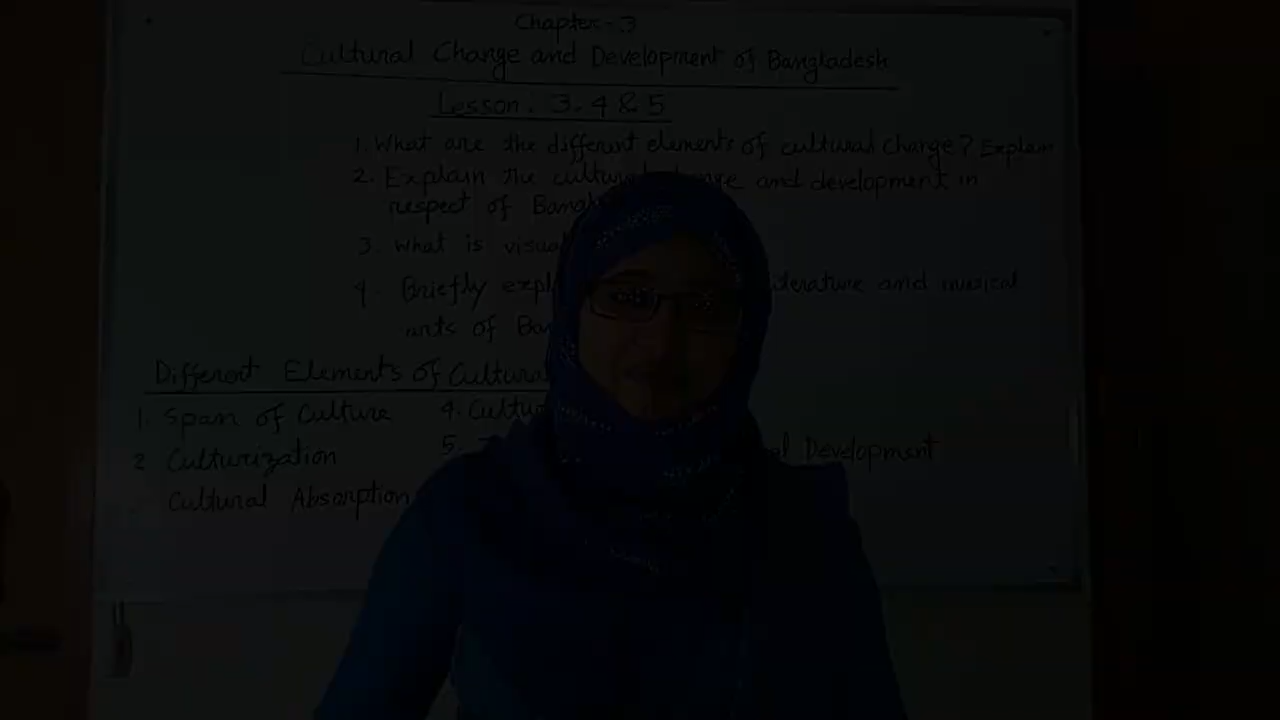 Chapter - 3
Cultural Change and Development of Bangladesh
Lesson: 3. 4 & 5
1. What are the different elements of cultural change? Explain
2. Explain the and development in
respect of
3. What is
4. Briefly and musical
arts of
Different Elements of Cultural
1. Span of Culture 4.
2 Culturization 5. Development
Cultural Absorption